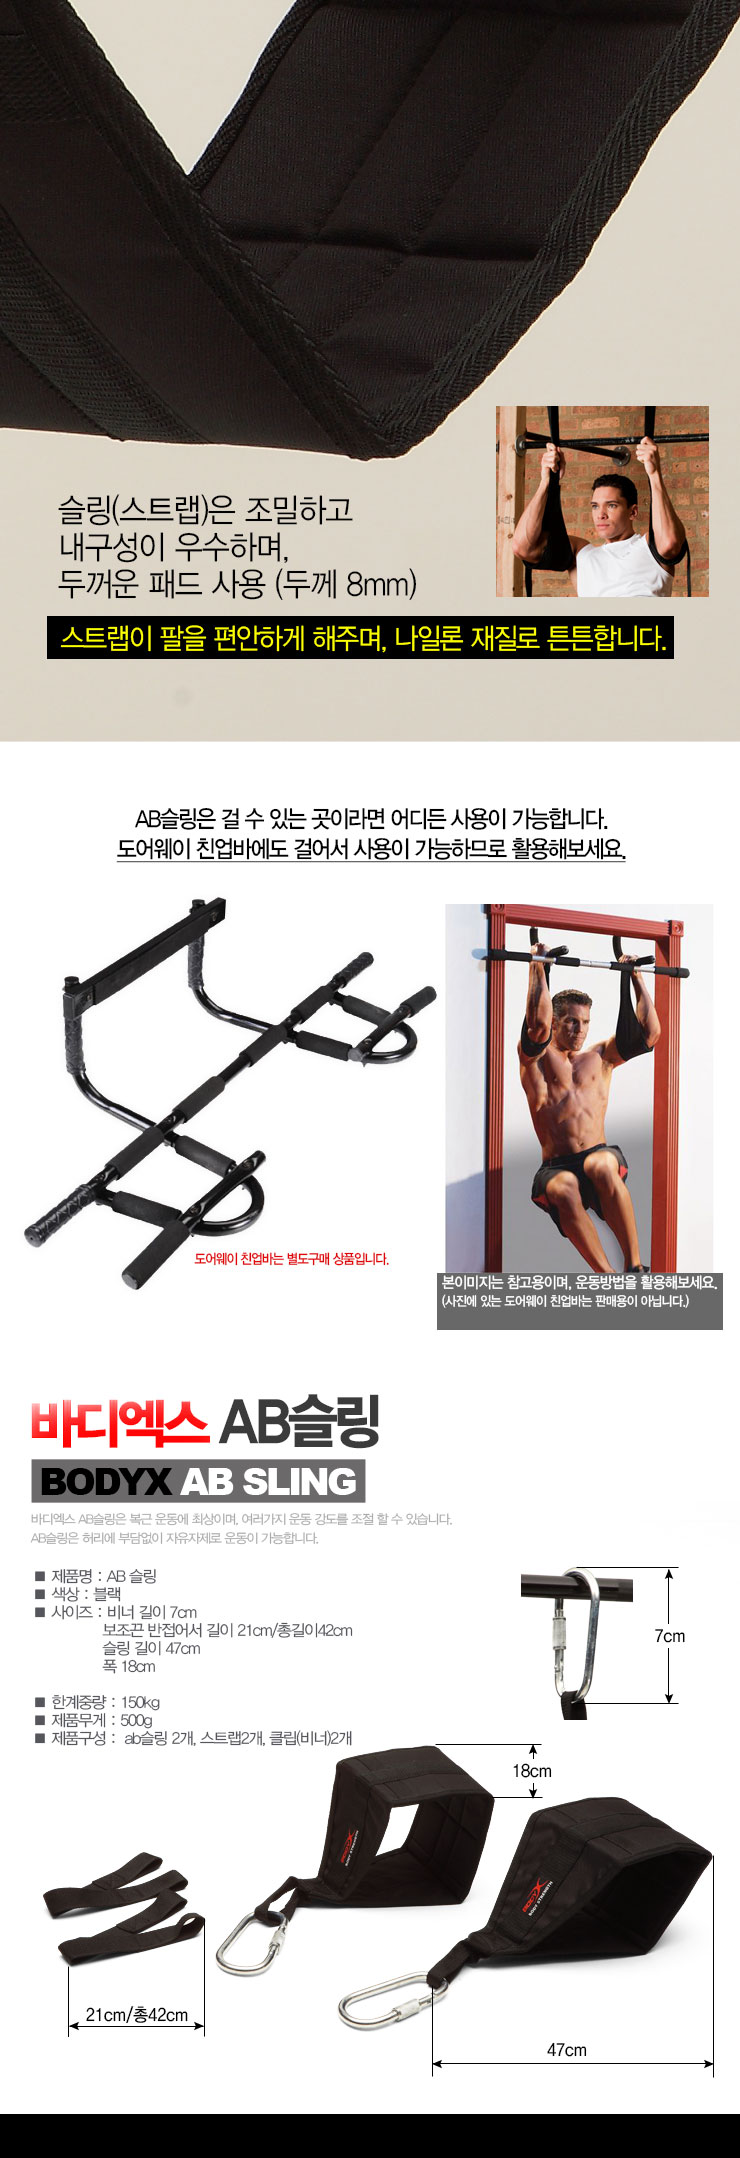 슬링(스트랩)은 조밀하고
내구성이 우수하며,
두꺼운 패드 사용 (두께 8mm)
스트랩이 팔을 편안하게 해주며, 나일론 재질로 튼튼합니다.
AB슬링은 걸 수 있는 곳이라면 어디든 사용이 가능합니다.
도어웨이 친업바에도 걸어서 사용이 가능하므로 활용해보세요.
도어웨이 친업바는 별도구매 상품입니다.
본이미지는 참고용이며, 운동방법을 활용해보세요.
(사진에 있는 도어웨이 친업바는 판매용이 아닙니다.)
바디엑스 AB슬링
BODYX AB SLING
바디엑스 AB슬링은 복근 운동에 최상이며, 여러가지 운동 강도를 조절 할 수 있습니다.
AB슬링은 허리에 부담없이 자유자제로 운동이 가능합니다.
■ 제품명 : AB 슬링
■ 색상 : 블랙
■ 사이즈 : 비너 길이 7cm
보조끈 반접어서 길이 21cm/총길이42cm
슬링 길이 47cm
폭 18cm
■ 한계중량 : 150kg
■ 제품무게 : 500g
■ 제품구성 : ab슬링 2개, 스트랩2개, 클립(비너)2개
7cm
18cm
BODYX
BODY STRENGTH
BODYX
BODY STRENGTH
21cm/총42cm
47cm